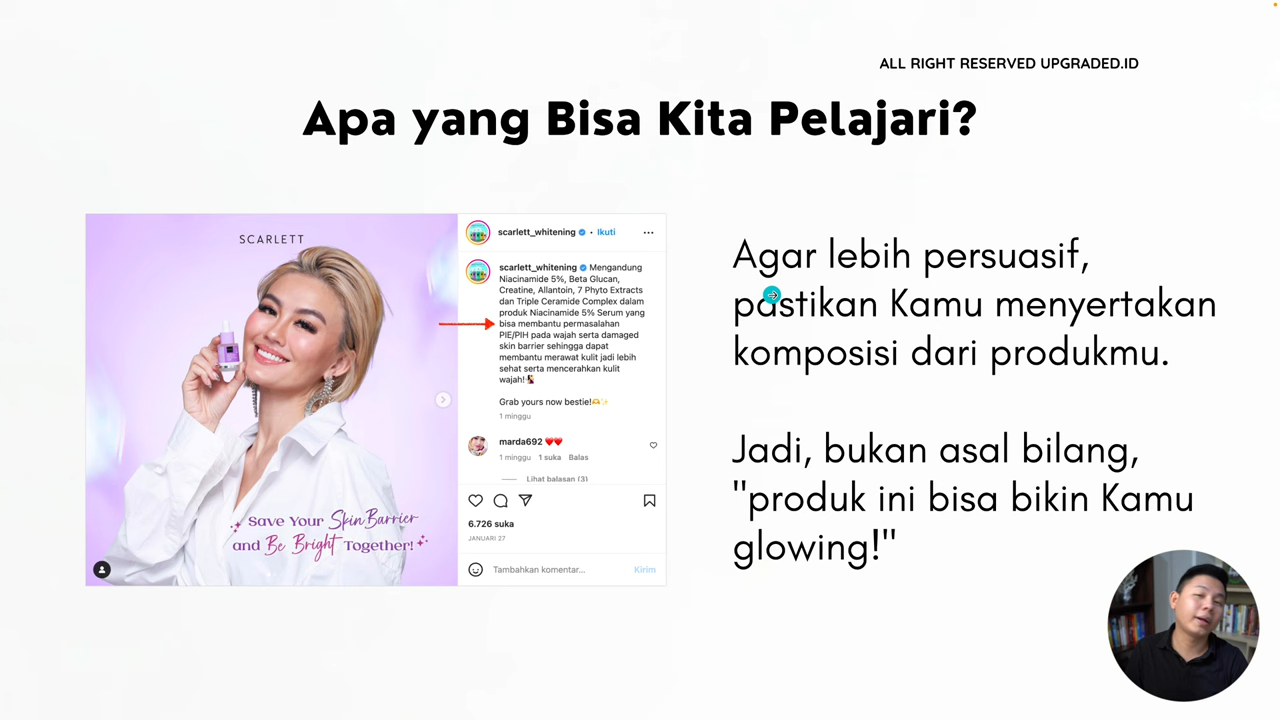 ALL RIGHT RESERVED UPGRADED.ID
Apa yang Bisa Kita Pelajari?
SCARLETT
Save Your Skin Barrier
and Be Bright Together!
scarlett_whitening • Ikuti
scarlett_whitening Mengandung
Niacinamide 5%, Beta Glucan,
Creatine, Allantoin, 7 Phyto Extracts
dan Triple Ceramide Complex dalam
produk Niacinamide 5% Serum yang
bisa membantu permasalahan
PIE/PIH pada wajah serta damaged
skin barrier sehingga dapat
membantu merawat kulit jadi lebih
sehat serta mencerahkan kulit
wajah!
Grab yours now bestie!
1 minggu
marda692
1 minggu 1 suka Balas
Lihat balasan (3)
6.726 suka
JANUARI 27
Tambahkan komentar... Kirim
Agar lebih persuasif,
pastikan Kamu menyertakan
komposisi dari produkmu.
Jadi, bukan asal bilang,
"produk ini bisa bikin Kamu
glowing!"